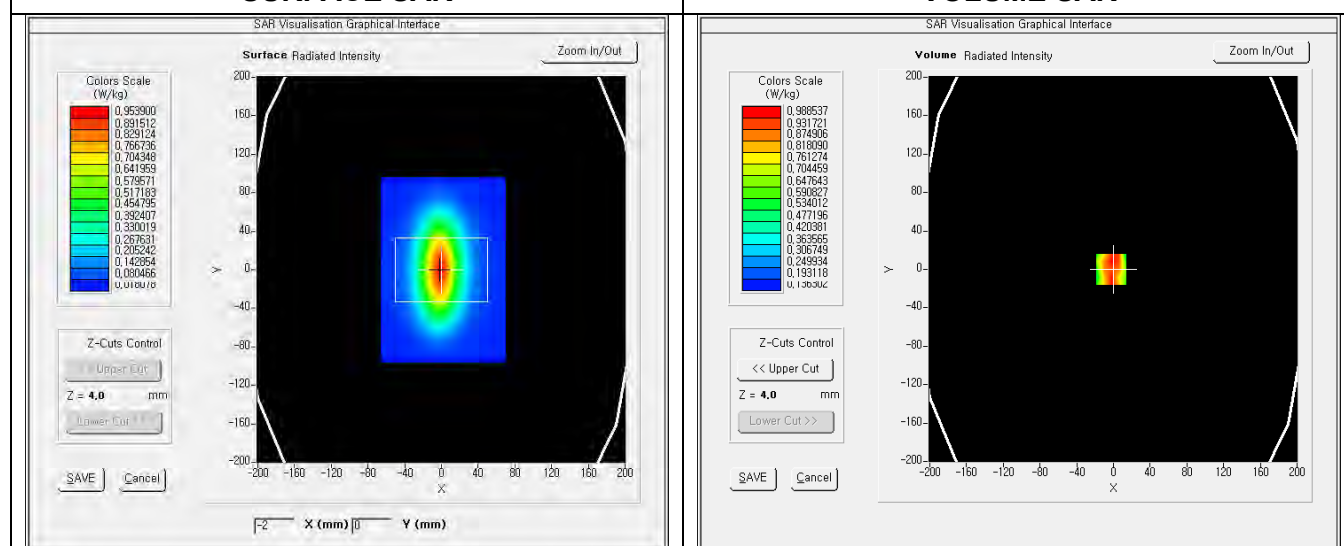 SURFACE SAR
VOLUME SAR
SAR Visualisation Graphical Interface
Surface Radiated Intensity
Zoom In/Out
Colors Scale
(W/kg)
0,953900
0,891512
0,829124
0,766736
0,704348
0,641959
0,579571
0,517183
0,454795
0,392407
0,330019
0,267631
0,205242
0,142854
0,080466
0,018078
Z-Cuts Control
<< Upper Cut
Z = 4,0 mm
Lower Cut >>
SAVE
Cancel
200
160
120
80
40
0
-40
-80
-120
-160
-200
Y
-200 -160 -120 -80 -40 0 40 80 120 160 200
X
-2 X (mm) 0 Y (mm)
SAR Visualisation Graphical Interface
Volume Radiated Intensity
Zoom In/Out
Colors Scale
(W/kg)
0,988537
0,931721
0,874906
0,818090
0,761274
0,704459
0,647643
0,590827
0,534012
0,477196
0,420381
0,363565
0,306749
0,249934
0,193118
0,136302
Z-Cuts Control
<< Upper Cut
Z = 4,0 mm
Lower Cut >>
SAVE
Cancel
200
160
120
80
40
0
-40
-80
-120
-160
-200
Y
-200 -160 -120 -80 -40 0 40 80 120 160 200
X